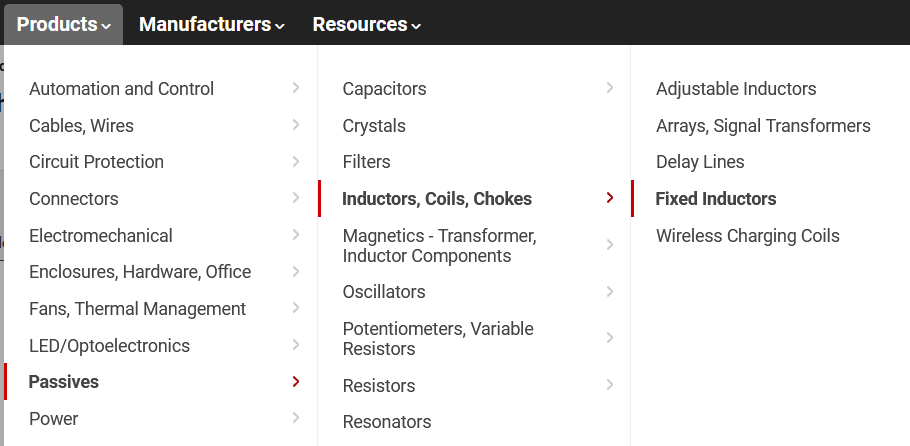 Products
Manufacturers
Resources
Automation and Control
Cables, Wires
Circuit Protection
Connectors
Electromechanical
Enclosures, Hardware, Office
Fans, Thermal Management
LED/Optoelectronics
Passives
Power
Capacitors
Crystals
Filters
Inductors, Coils, Chokes
Magnetics - Transformer,
Inductor Components
Oscillators
Potentiometers, Variable
Resistors
Resistors
Resonators
Adjustable Inductors
Arrays, Signal Transformers
Delay Lines
Fixed Inductors
Wireless Charging Coils